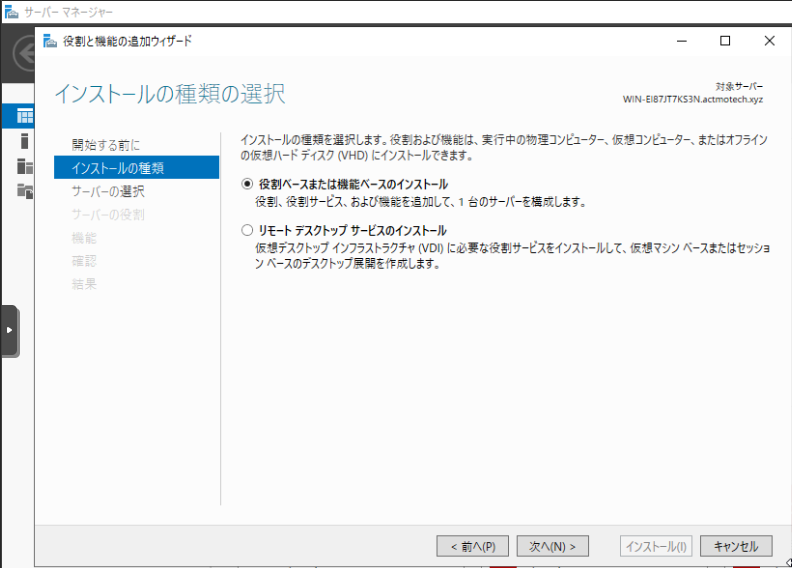 サーバー マネージャー
役割と機能の追加ウィザード
インストールの種類の選択
対象サーバー
WIN-EI87JT7KS3N.actmotech.xyz
開始する前に
インストールの種類
サーバーの選択
サーバーの役割
機能
確認
結果
インストールの種類を選択します。役割および機能は、実行中の物理コンピューター、仮想コンピューター、またはオフライン
の仮想ハード ディスク (VHD) にインストールできます。
役割ベースまたは機能ベースのインストール
役割、役割サービス、および機能を追加して、1 台のサーバーを構成します。
リモート デスクトップ サービスのインストール
仮想デスクトップ インフラストラクチャ (VDI) に必要な役割サービスをインストールして、仮想マシン ベースまたはセッショ
ン ベースのデスクトップ展開を作成します。
< 前へ(P) 次へ(N) > インストール(I) キャンセル